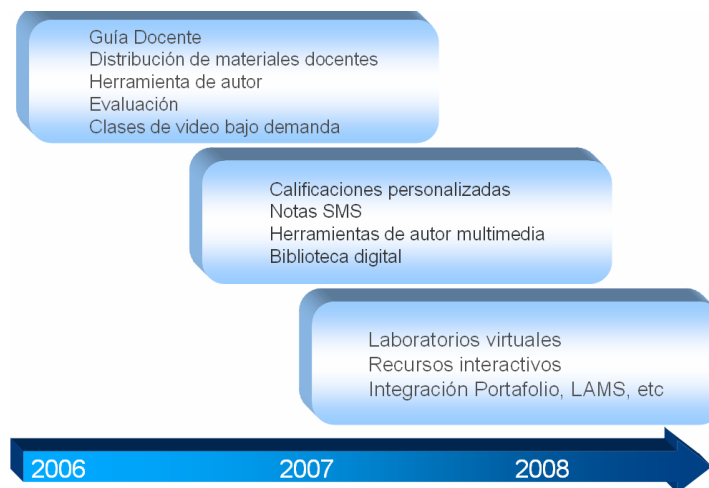 Guía Docente
Distribución de materiales docentes
Herramienta de autor
Evaluación
Clases de video bajo demanda
Calificaciones personalizadas
Notas SMS
Herramientas de autor multimedia
Biblioteca digital
Laboratorios virtuales
Recursos interactivos
Integración Portafolio, LAMS, etc
2006 2007 2008